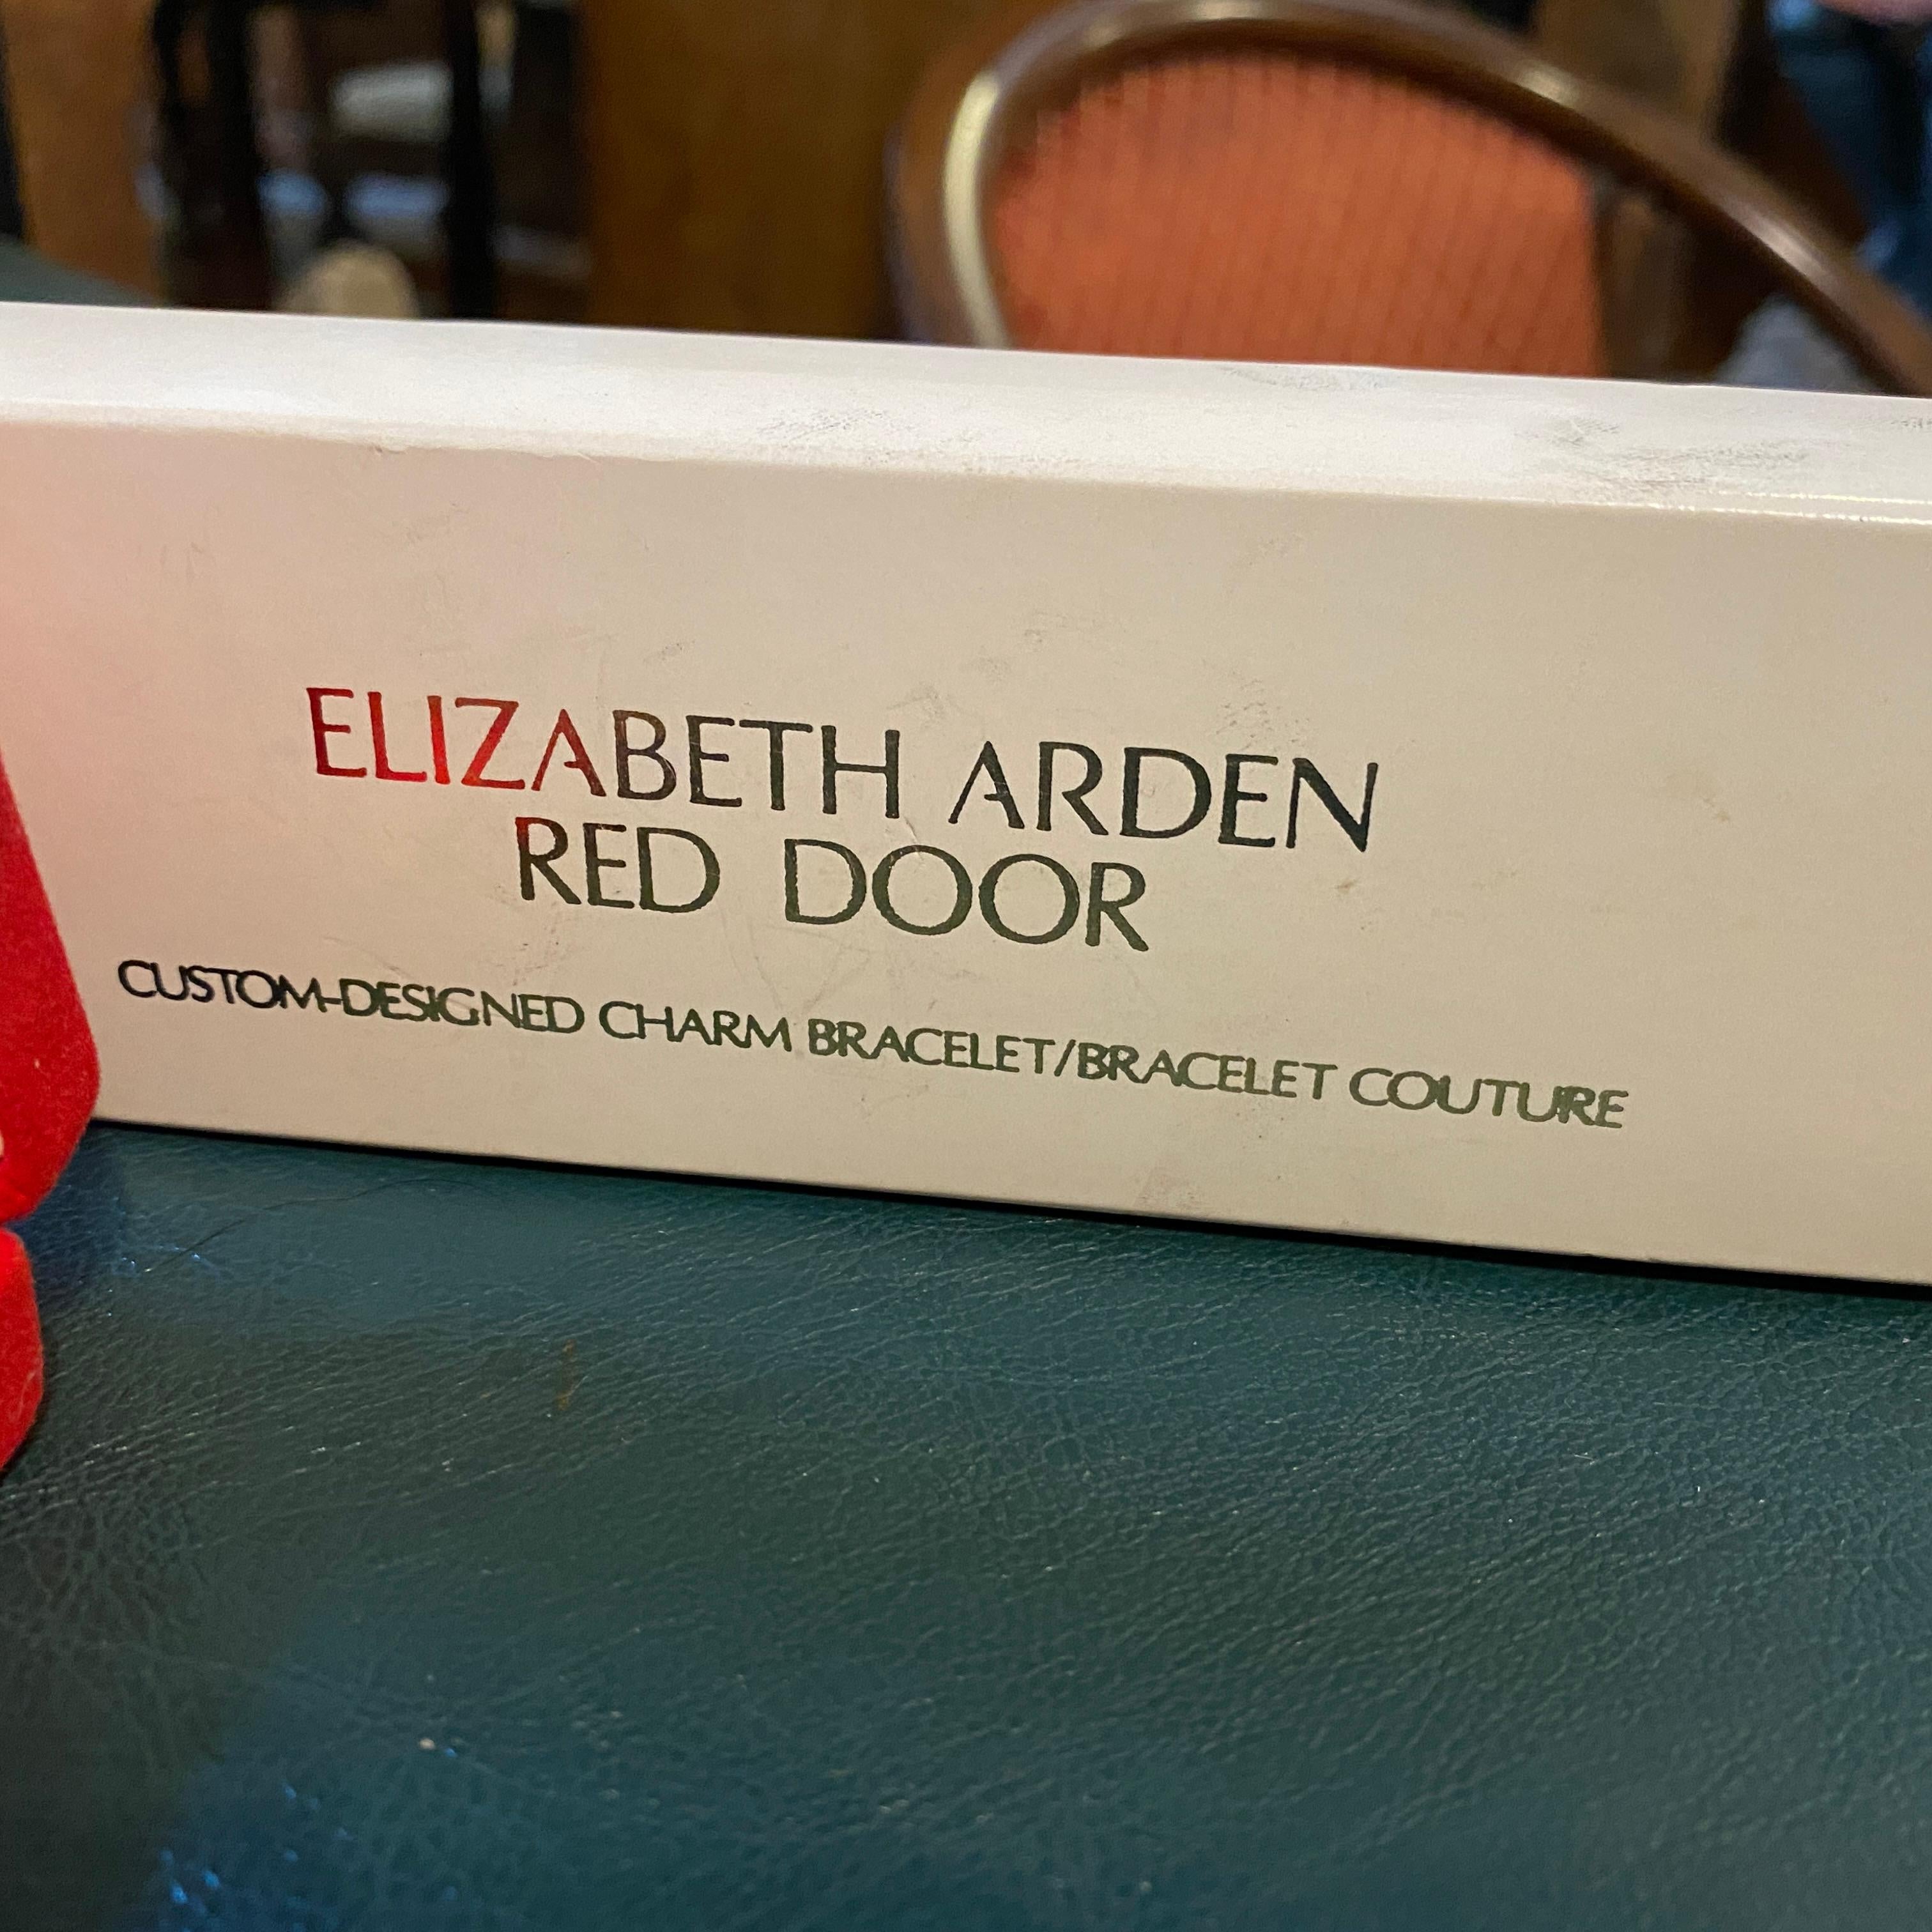 ELIZABETH ARDEN
RED DOOR
CUSTOM-DESIGNED CHARM BRACELET/BRACELET COUTURE